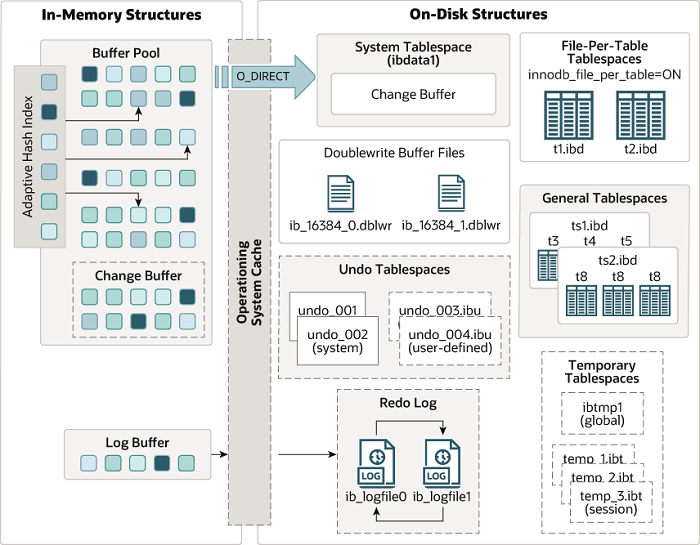 In-Memory Structures
On-Disk Structures
Buffer Pool
Adaptive Hash Index
Change Buffer
Log Buffer
Operationing
System Cache
O_DIRECT
System Tablespace
(ibdata1)
Change Buffer
Doublewrite Buffer Files
ib_16384_0.dblwr
ib_16384_1.dblwr
Undo Tablespaces
undo_001
undo_002
(system)
undo_003.ibu
undo_004.ibu
(user-defined)
Redo Log
LOG
LOG
ib_logfile0
ib_logfile1
File-Per-Table
Tablespaces
innodb_file_per_table=ON
t1.ibd
t2.ibd
General Tablespaces
ts1.ibd
t3 t4 t5
ts2.ibd
t8 t8 t8
Temporary
Tablespaces
ibtmp1
(global)
temp_1.ibt
temp_2.ibt
temp_3.ibt
(session)